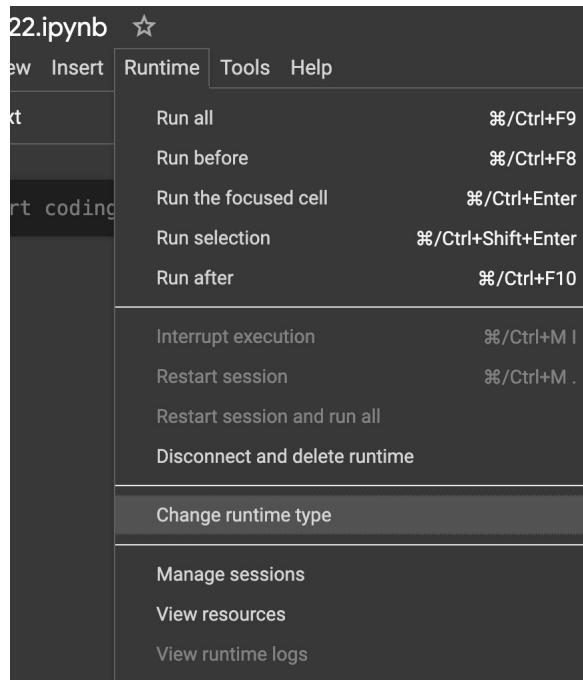 22.ipynb ☆
ew Insert Runtime Tools Help
xt
Run all ⌘/Ctrl+F9
Run before ⌘/Ctrl+F8
rt coding
Run the focused cell ⌘/Ctrl+Enter
Run selection ⌘/Ctrl+Shift+Enter
Run after ⌘/Ctrl+F10
Interrupt execution ⌘/Ctrl+M I
Restart session ⌘/Ctrl+M .
Restart session and run all
Disconnect and delete runtime
Change runtime type
Manage sessions
View resources
View runtime logs